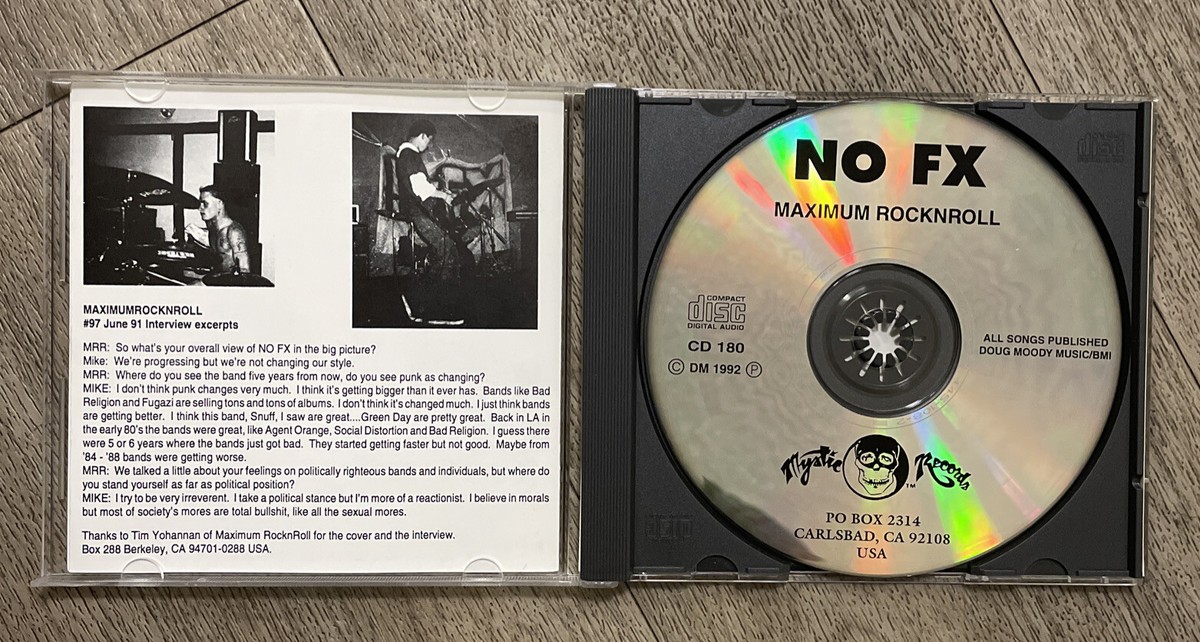 MAXIMUMROCKNROLL
#97 June 91 Interview excerpts
MRR: So what's your overall view of NO FX in the big picture?
Mike: We're progressing but we're not changing our style.
MRR: Where do you see the band five years from now, do you see punk as changing?
MIKE: I don't think punk changes very much. I think it's getting bigger than it ever has. Bands like Bad
Religion and Fugazi are selling tons and tons of albums. I don't think it's changed much. I just think bands
are getting better. I think this band, Snuff, I saw are great....Green Day are pretty great. Back in LA in
the early 80's the bands were great, like Agent Orange, Social Distortion and Bad Religion. I guess there
were 5 or 6 years where the bands just got bad. They started getting faster but not good. Maybe from
'84 - '88 bands were getting worse.
MRR: We talked a little about your feelings on politically righteous bands and individuals, but where do
you stand yourself as far as political position?
MIKE: I try to be very irreverent. I take a political stance but I'm more of a reactionist. I believe in morals
but most of society's mores are total bullshit, like all the sexual mores.
Thanks to Tim Yohannan of Maximum RocknRoll for the cover and the interview.
Box 288 Berkeley, CA 94701-0288 USA.
NO FX
MAXIMUM ROCKNROLL
COMPACT
disc
DIGITAL AUDIO
CD 180
© DM 1992 ℗
ALL SONGS PUBLISHED
DOUG MOODY MUSIC/BMI
Mystic Records
TM
PO BOX 2314
CARLSBAD, CA 92108
USA
disc